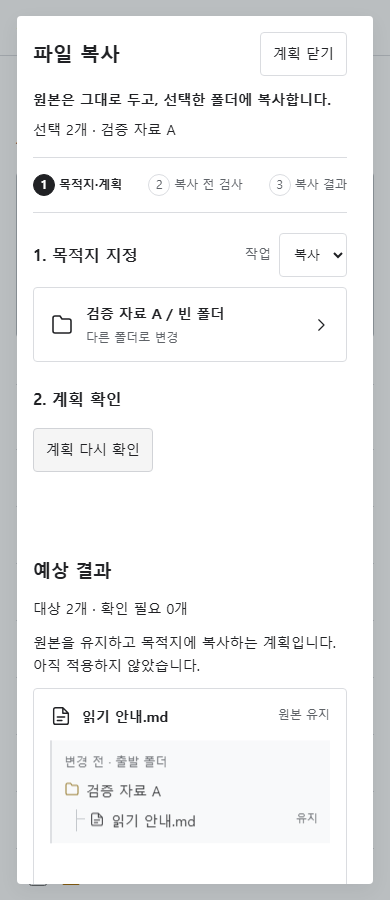 파일 복사
계획 닫기
원본은 그대로 두고, 선택한 폴더에 복사합니다.
선택 2개 · 검증 자료 A
1 목적지·계획 2 복사 전 검사 3 복사 결과
1. 목적지 지정 작업 복사
검증 자료 A / 빈 폴더
다른 폴더로 변경
2. 계획 확인
계획 다시 확인
예상 결과
대상 2개 · 확인 필요 0개
원본을 유지하고 목적지에 복사하는 계획입니다.
아직 적용하지 않았습니다.
읽기 안내.md 원본 유지
변경 전 · 출발 폴더
검증 자료 A
읽기 안내.md 유지